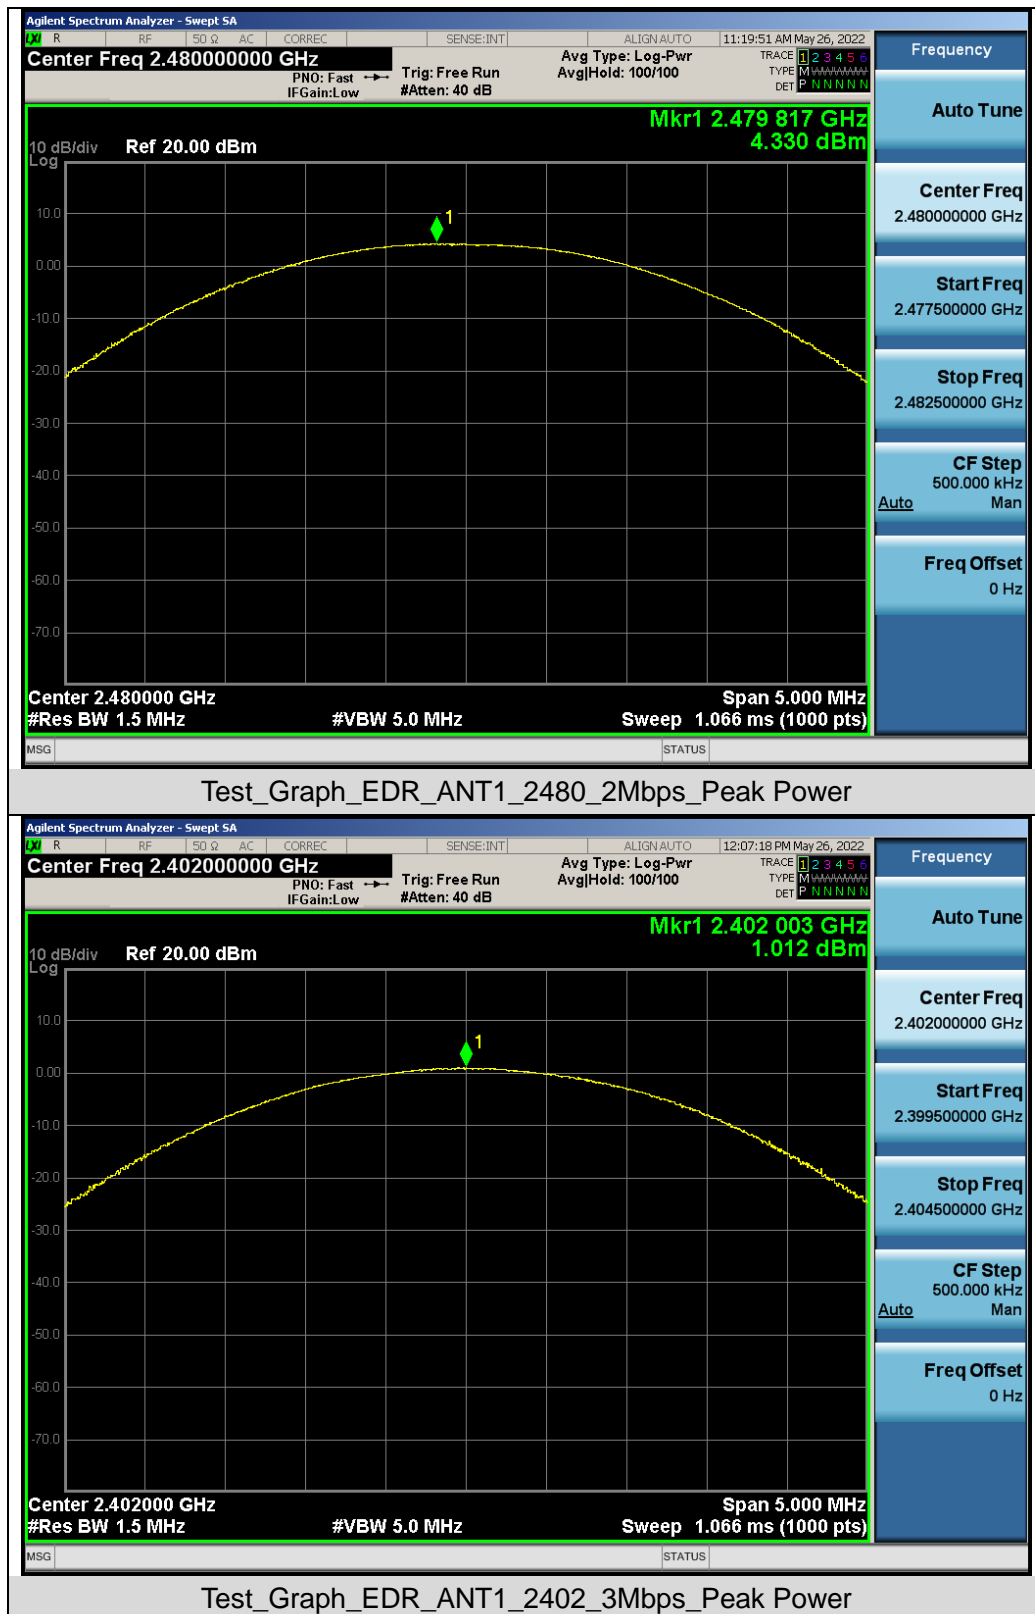 Agilent Spectrum Analyzer - Swept SA
LXI R RF 50 Ω AC CORREC SENSE:INT ALIGN AUTO 11:19:51 AM May 26, 2022
Center Freq 2.480000000 GHz
PNO: Fast
IFGain:Low
Trig: Free Run
#Atten: 40 dB
Avg Type: Log-Pwr
Avg|Hold: 100/100
TRACE 1 2 3 4 5 6
TYPE M
DET P N N N N N
Mkr1 2.479 817 GHz
4.330 dBm
10 dB/div Ref 20.00 dBm
Log
10.0
0.00
-10.0
-20.0
-30.0
-40.0
-50.0
-60.0
-70.0
1
Center 2.480000 GHz Span 5.000 MHz
#Res BW 1.5 MHz #VBW 5.0 MHz Sweep 1.066 ms (1000 pts)
MSG STATUS
Frequency
Auto Tune
Center Freq
2.480000000 GHz
Start Freq
2.477500000 GHz
Stop Freq
2.482500000 GHz
CF Step
500.000 kHz
Auto Man
Freq Offset
0 Hz
Test_Graph_EDR_ANT1_2480_2Mbps_Peak Power
Agilent Spectrum Analyzer - Swept SA
LXI R RF 50 Ω AC CORREC SENSE:INT ALIGN AUTO 12:07:18 PM May 26, 2022
Center Freq 2.402000000 GHz
PNO: Fast
IFGain:Low
Trig: Free Run
#Atten: 40 dB
Avg Type: Log-Pwr
Avg|Hold: 100/100
TRACE 1 2 3 4 5 6
TYPE M
DET P N N N N N
Mkr1 2.402 003 GHz
1.012 dBm
10 dB/div Ref 20.00 dBm
Log
10.0
0.00
-10.0
-20.0
-30.0
-40.0
-50.0
-60.0
-70.0
1
Center 2.402000 GHz Span 5.000 MHz
#Res BW 1.5 MHz #VBW 5.0 MHz Sweep 1.066 ms (1000 pts)
MSG STATUS
Frequency
Auto Tune
Center Freq
2.402000000 GHz
Start Freq
2.399500000 GHz
Stop Freq
2.404500000 GHz
CF Step
500.000 kHz
Auto Man
Freq Offset
0 Hz
Test_Graph_EDR_ANT1_2402_3Mbps_Peak Power